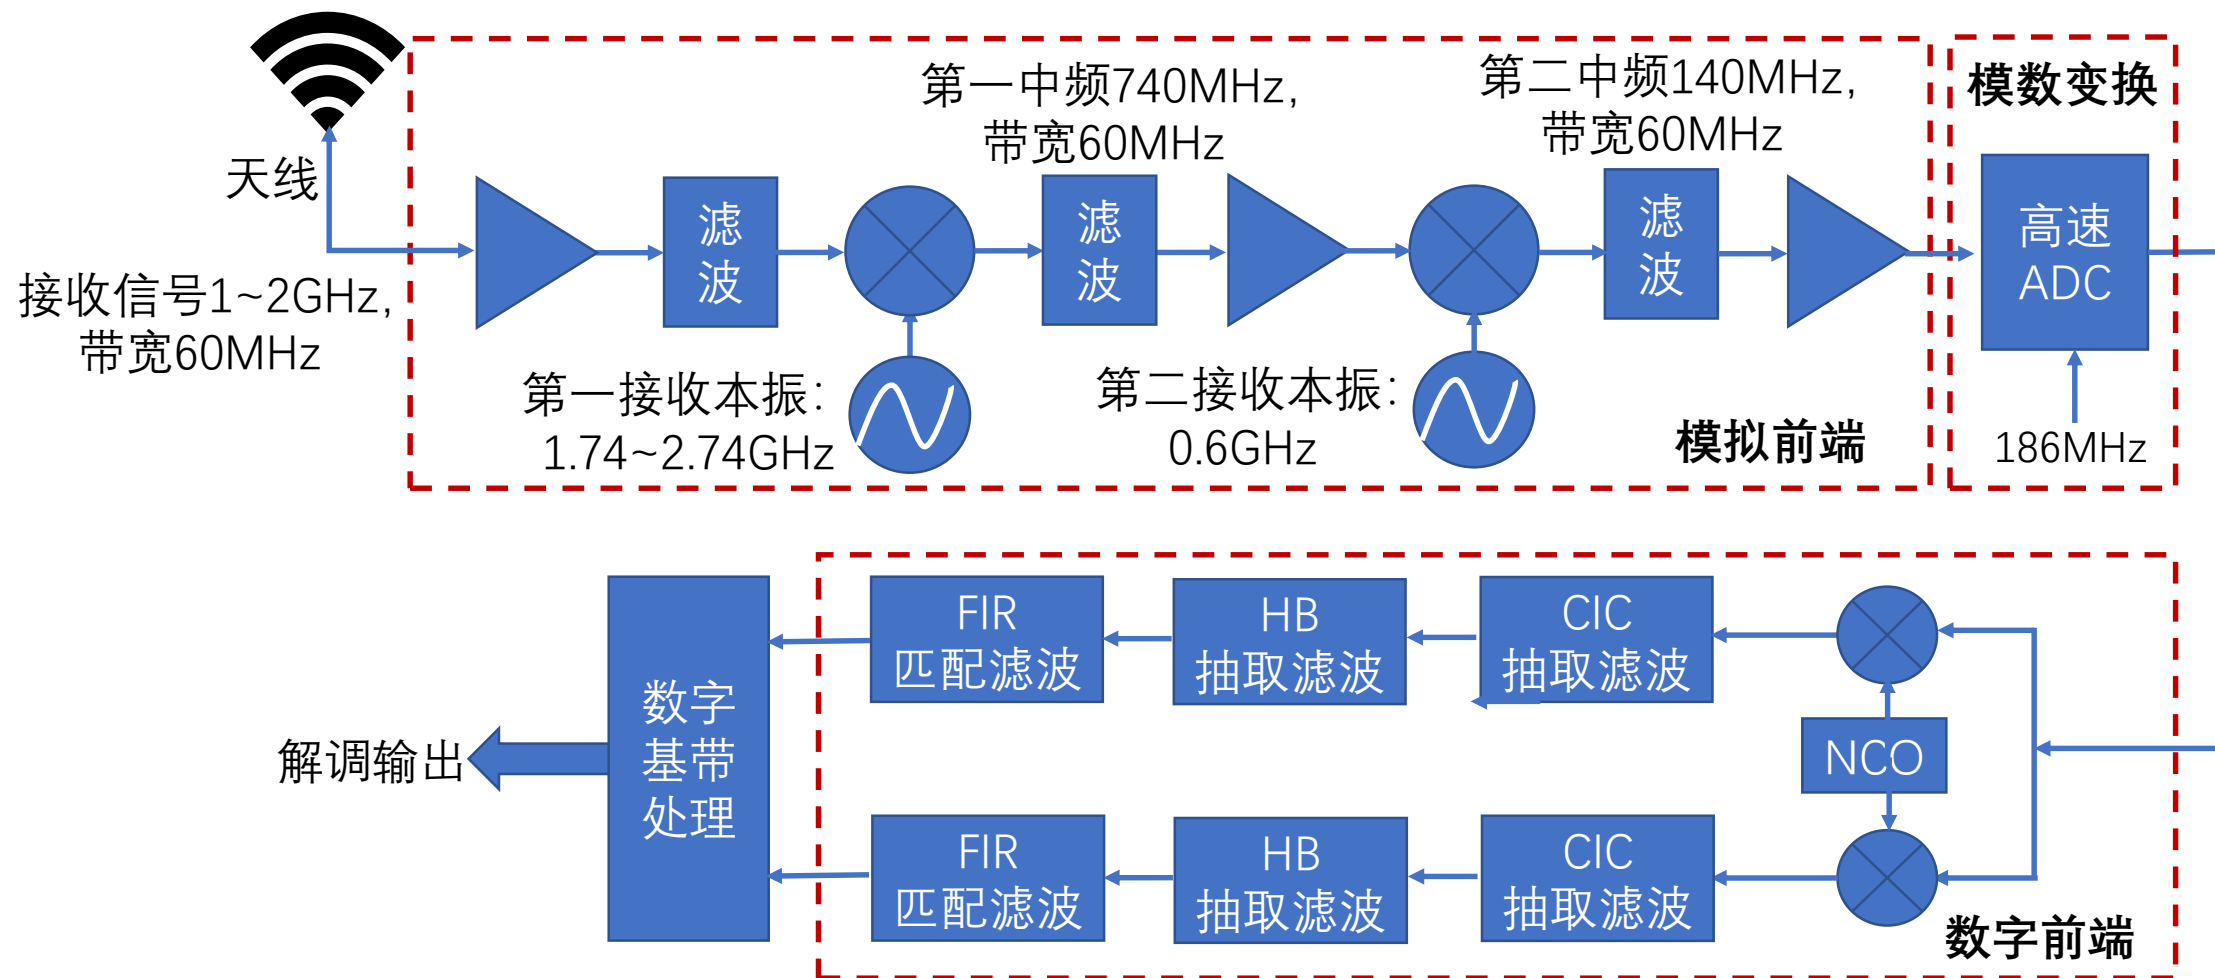 天线
接收信号1~2GHz,
带宽60MHz
滤
波
第一接收本振：
1.74~2.74GHz
第一中频740MHz,
带宽60MHz
滤
波
第二接收本振：
0.6GHz
第二中频140MHz,
带宽60MHz
滤
波
模拟前端
模数变换
高速
ADC
186MHz
NCO
CIC
抽取滤波
HB
抽取滤波
FIR
匹配滤波
CIC
抽取滤波
HB
抽取滤波
FIR
匹配滤波
数字前端
数字
基带
处理
解调输出